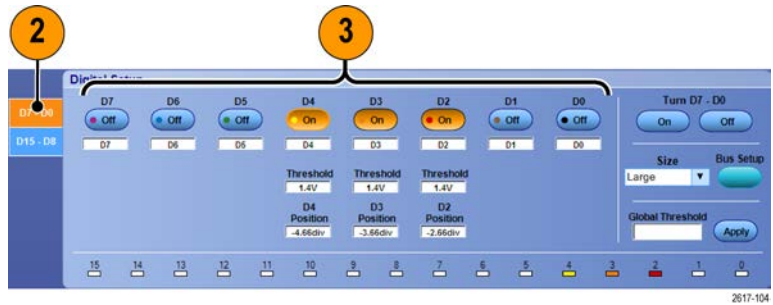 2
3
Digital Setup
D7 - D0
D15 - D8
D7 D6 D5 D4 D3 D2 D1 D0
Off Off Off On On On Off Off
D7 D6 D5 D4 D3 D2 D1 D0
Threshold Threshold Threshold
1.4V 1.4V 1.4V
D4 D3 D2
Position Position Position
-4.66div -3.66div -2.66div
Turn D7 - D0
On Off
Size
Bus Setup
Large
Global Threshold
Apply
15 14 13 12 11 10 9 8 7 6 5 4 3 2 1 0
2617-104